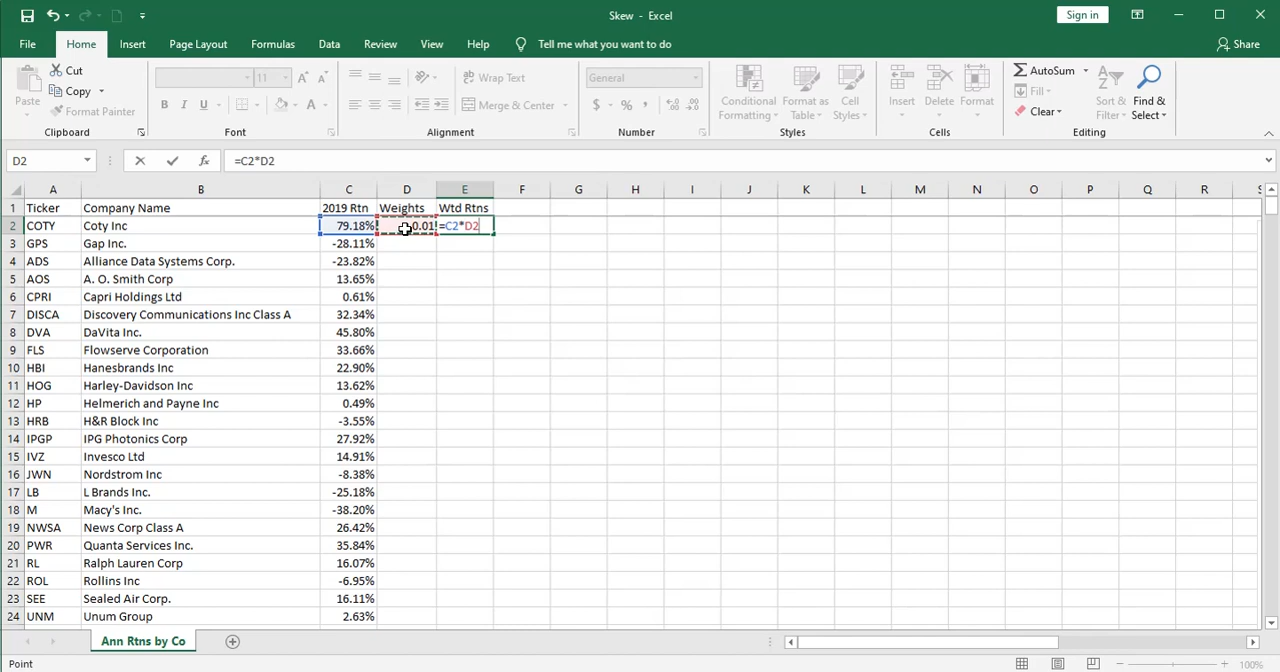 Skew - Excel
Sign in
File Home Insert Page Layout Formulas Data Review View Help Tell me what you want to do Share
Paste
Cut
Copy
Format Painter
Clipboard
11
B I U
Font
Wrap Text
Merge & Center
Alignment
General
$ % ,
Number
Conditional Formatting
Format as Table
Cell Styles
Styles
Insert
Delete
Format
Cells
AutoSum
Fill
Clear
Sort & Filter
Find & Select
Editing
D2 fx =C2*D2
A B C D E F G H I J K L M N O P Q R S
1 Ticker Company Name 2019 Rtn Weights Wtd Rtns
2 COTY Coty Inc 79.18% 0.01 =C2*D2
3 GPS Gap Inc. -28.11%
4 ADS Alliance Data Systems Corp. -23.82%
5 AOS A. O. Smith Corp 13.65%
6 CPRI Capri Holdings Ltd 0.61%
7 DISCA Discovery Communications Inc Class A 32.34%
8 DVA DaVita Inc. 45.80%
9 FLS Flowserve Corporation 33.66%
10 HBI Hanesbrands Inc 22.90%
11 HOG Harley-Davidson Inc 13.62%
12 HP Helmerich and Payne Inc 0.49%
13 HRB H&R Block Inc -3.55%
14 IPGP IPG Photonics Corp 27.92%
15 IVZ Invesco Ltd 14.91%
16 JWN Nordstrom Inc -8.38%
17 LB L Brands Inc. -25.18%
18 M Macy's Inc. -38.20%
19 NWSA News Corp Class A 26.42%
20 PWR Quanta Services Inc. 35.84%
21 RL Ralph Lauren Corp 16.07%
22 ROL Rollins Inc -6.95%
23 SEE Sealed Air Corp. 16.11%
24 UNM Unum Group 2.63%
Ann Rtns by Co
Point
100%